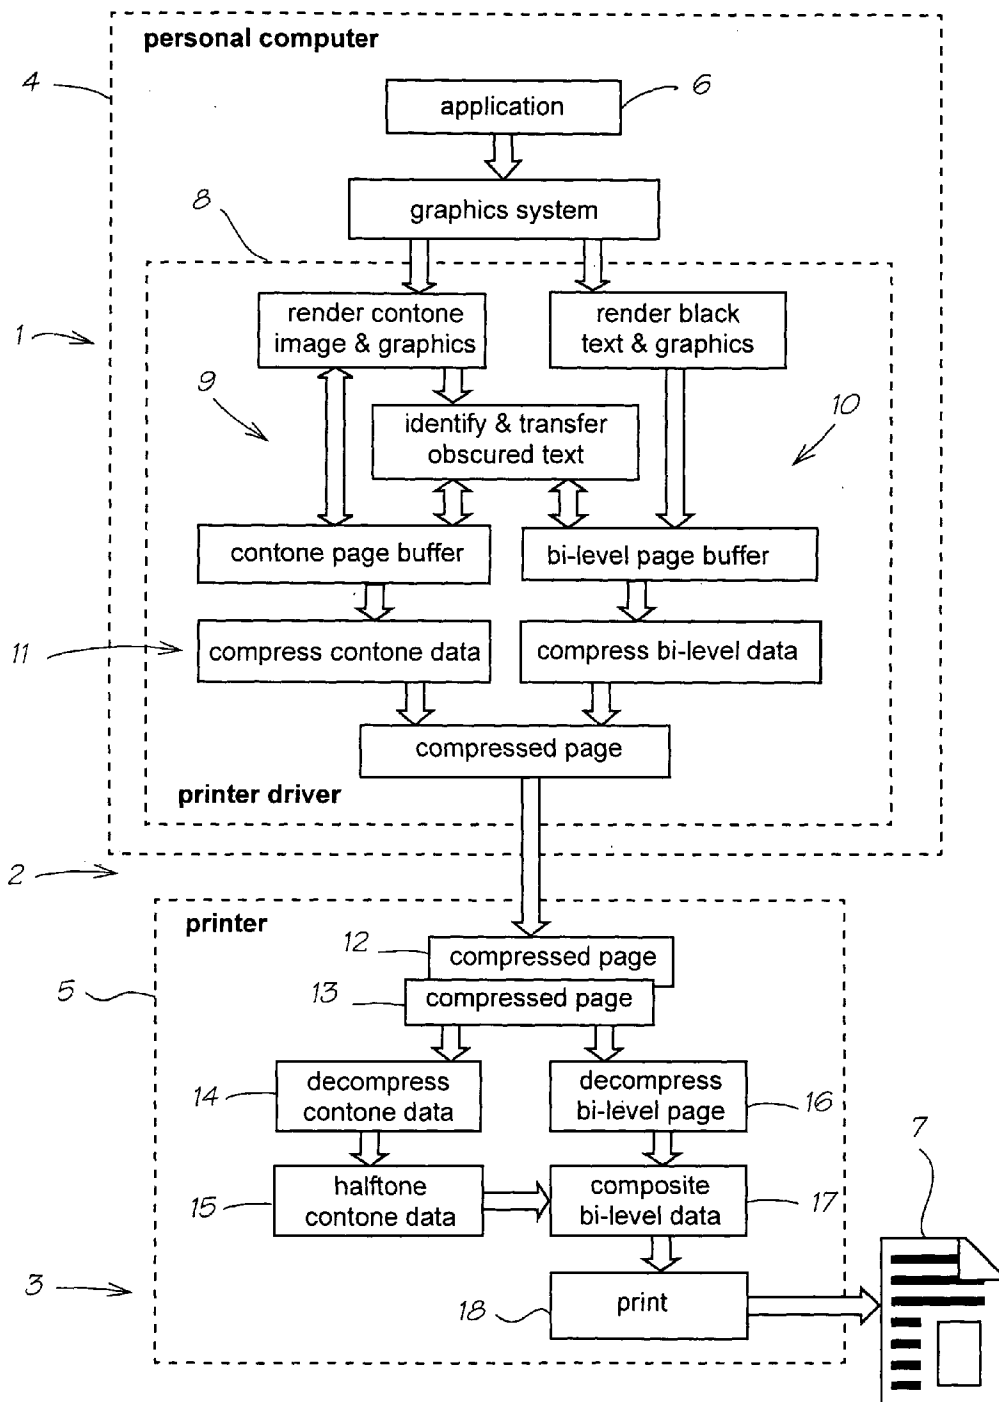 personal computer
4
application
6
graphics system
8
render contone
image & graphics
render black
text & graphics
1
9
identify & transfer
obscured text
10
contone page buffer
bi-level page buffer
11
compress contone data
compress bi-level data
compressed page
printer driver
2
printer
12
compressed page
5
13
compressed page
14
decompress
contone data
decompress
bi-level page
16
7
15
halftone
contone data
composite
bi-level data
17
3
18
print